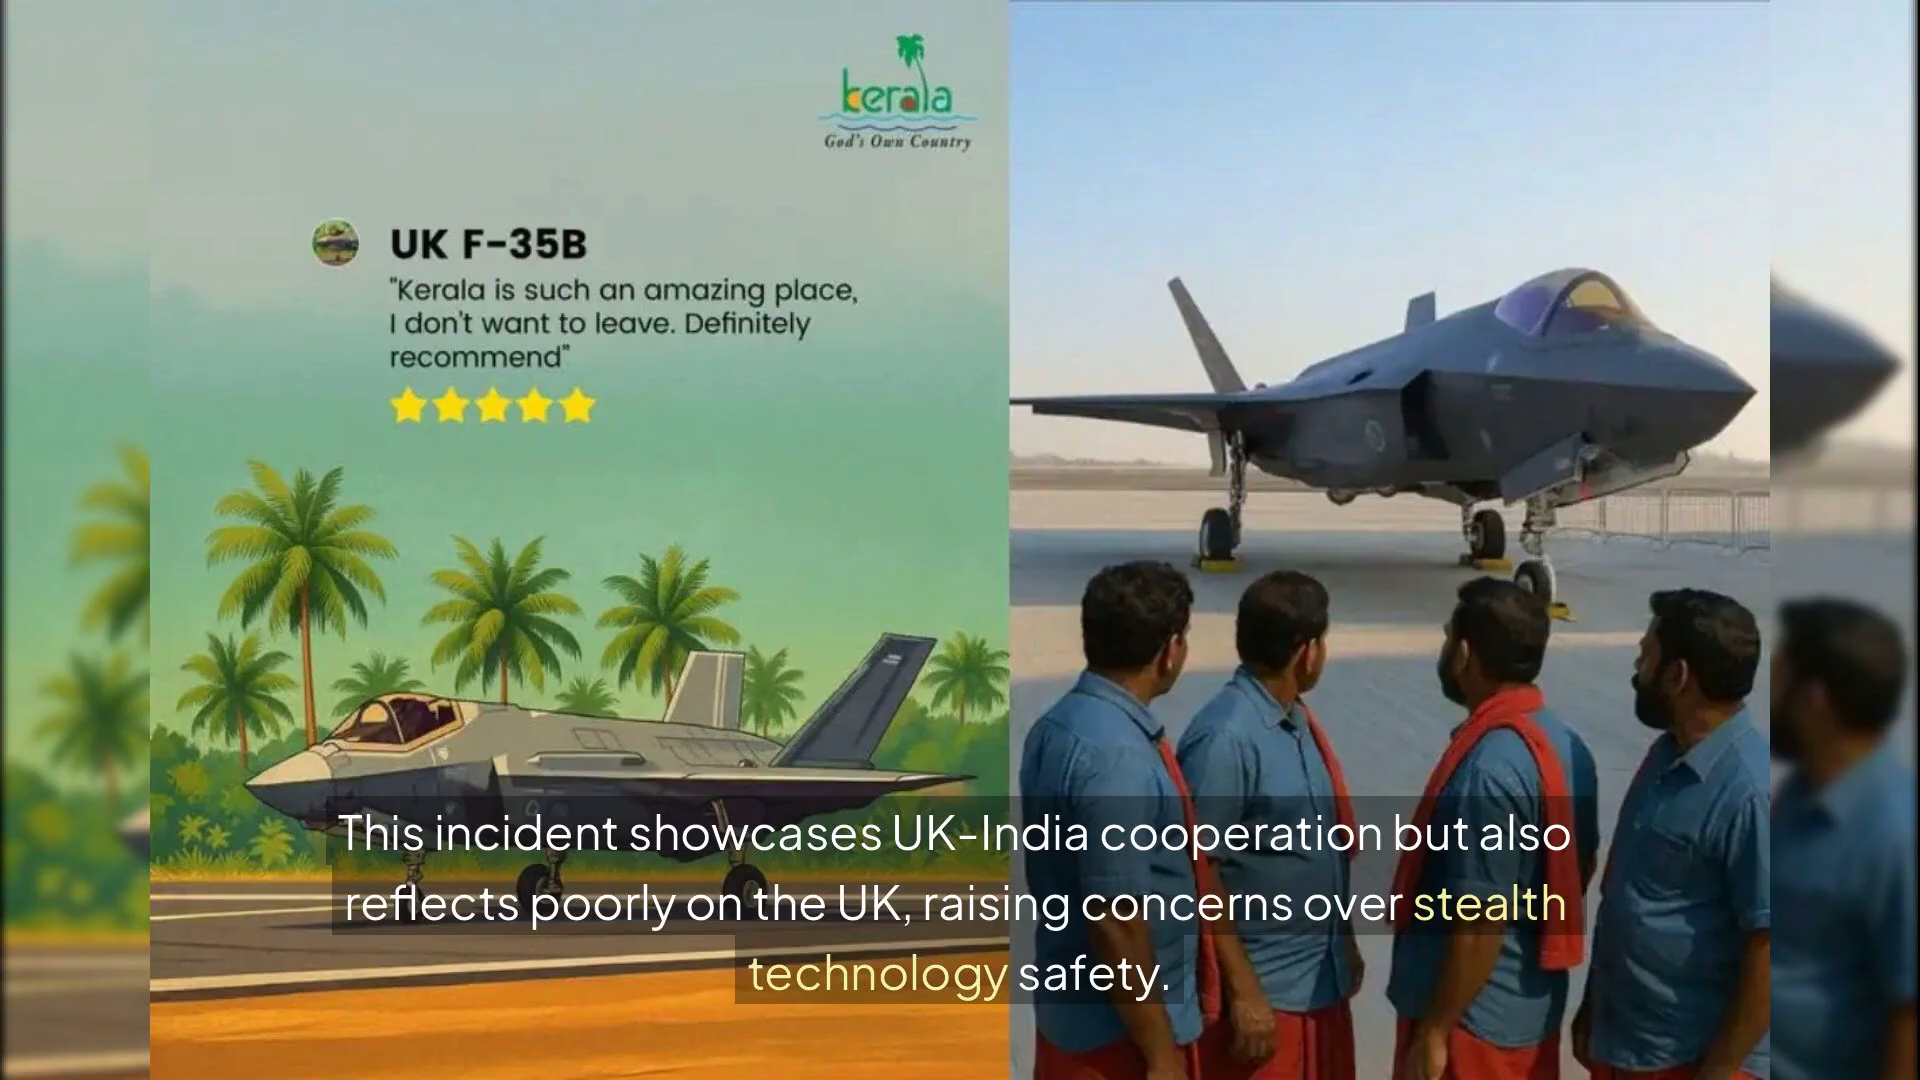 kerala
God's Own Country
UK F-35B
"Kerala is such an amazing place,
I don't want to leave. Definitely
recommend"
This incident showcases UK-India cooperation but also
reflects poorly on the UK, raising concerns over stealth
technology safety.